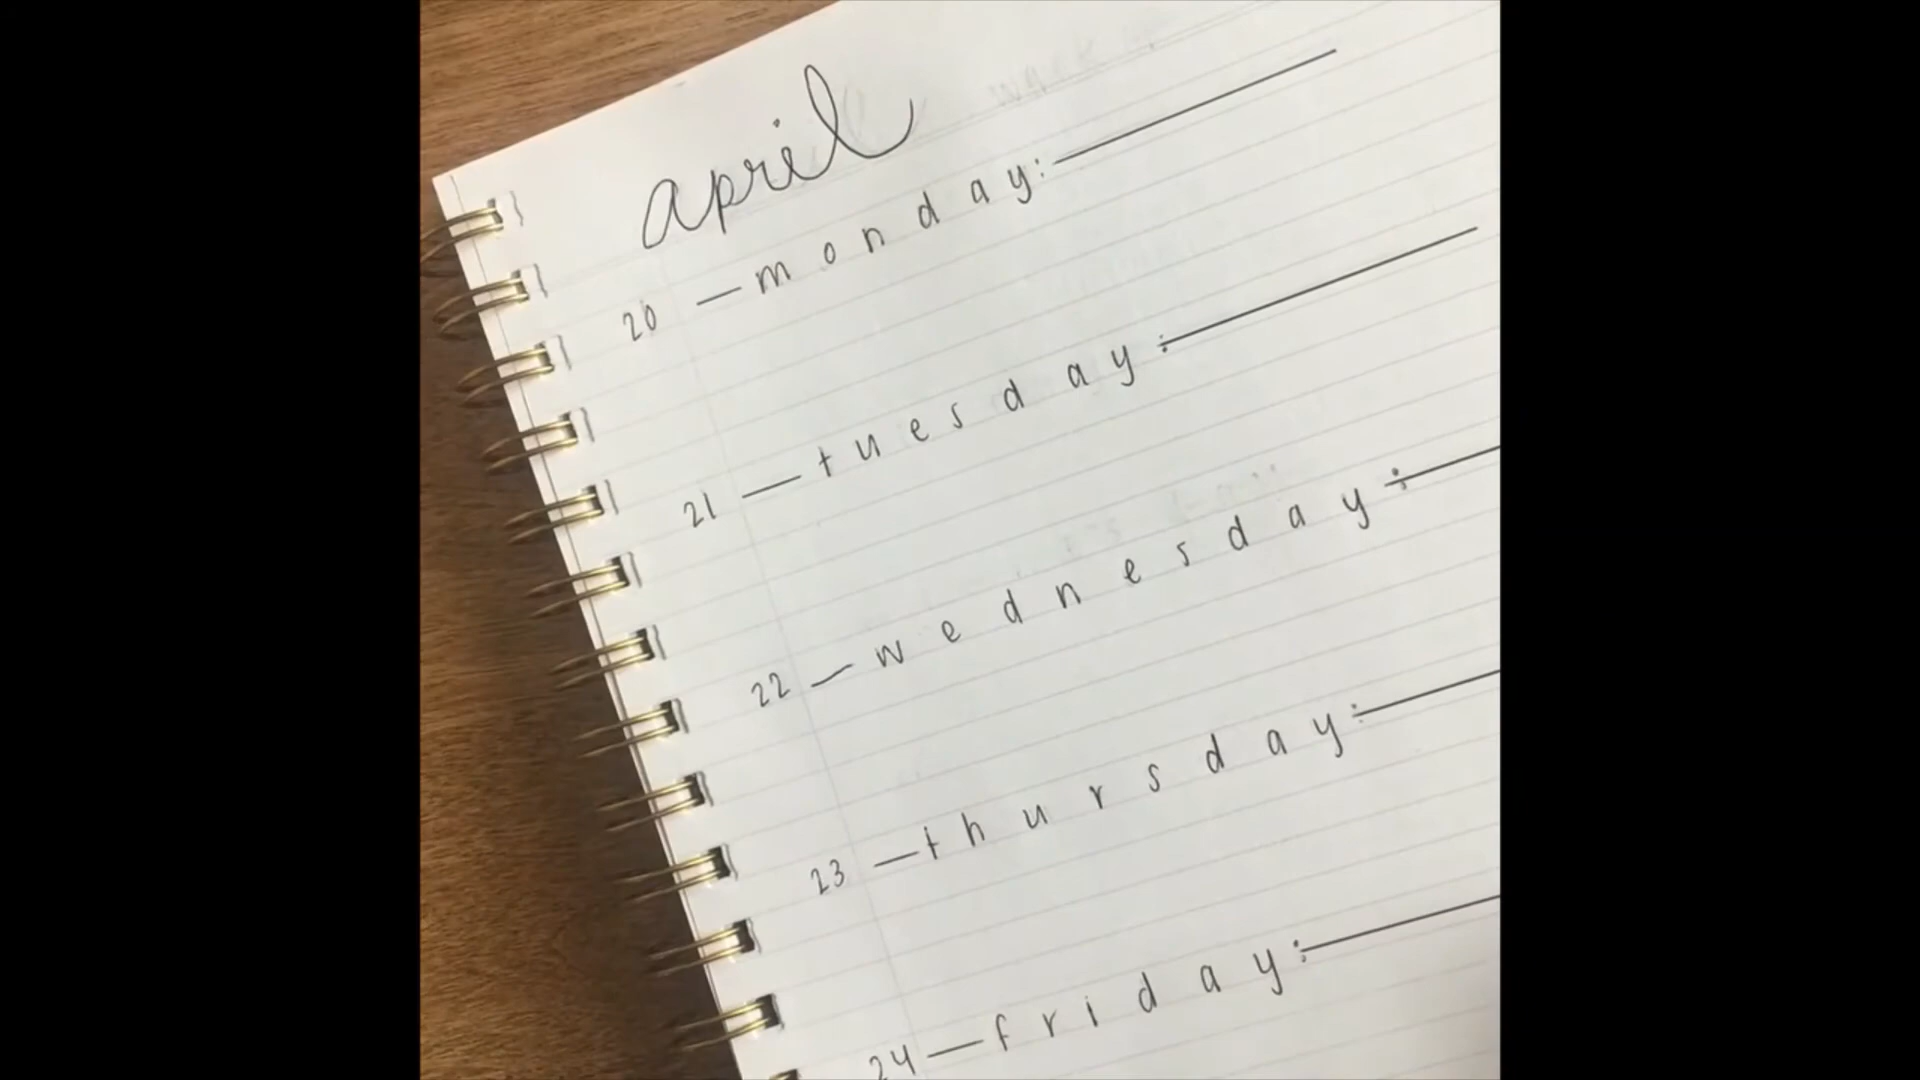 april
20 — monday:
21 — tuesday:
22 — wednesday:
23 — thursday:
24 — friday: